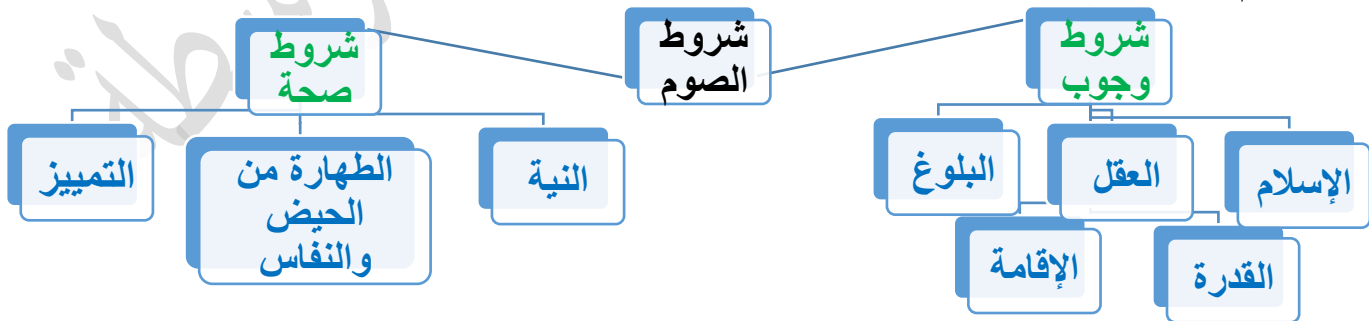 شروط
الصوم
شروط
وجوب
الإسلام
العقل
البلوغ
القدرة
الإقامة
شروط
صحة
النية
الطهارة من
الحيض
والنفاس
التمييز